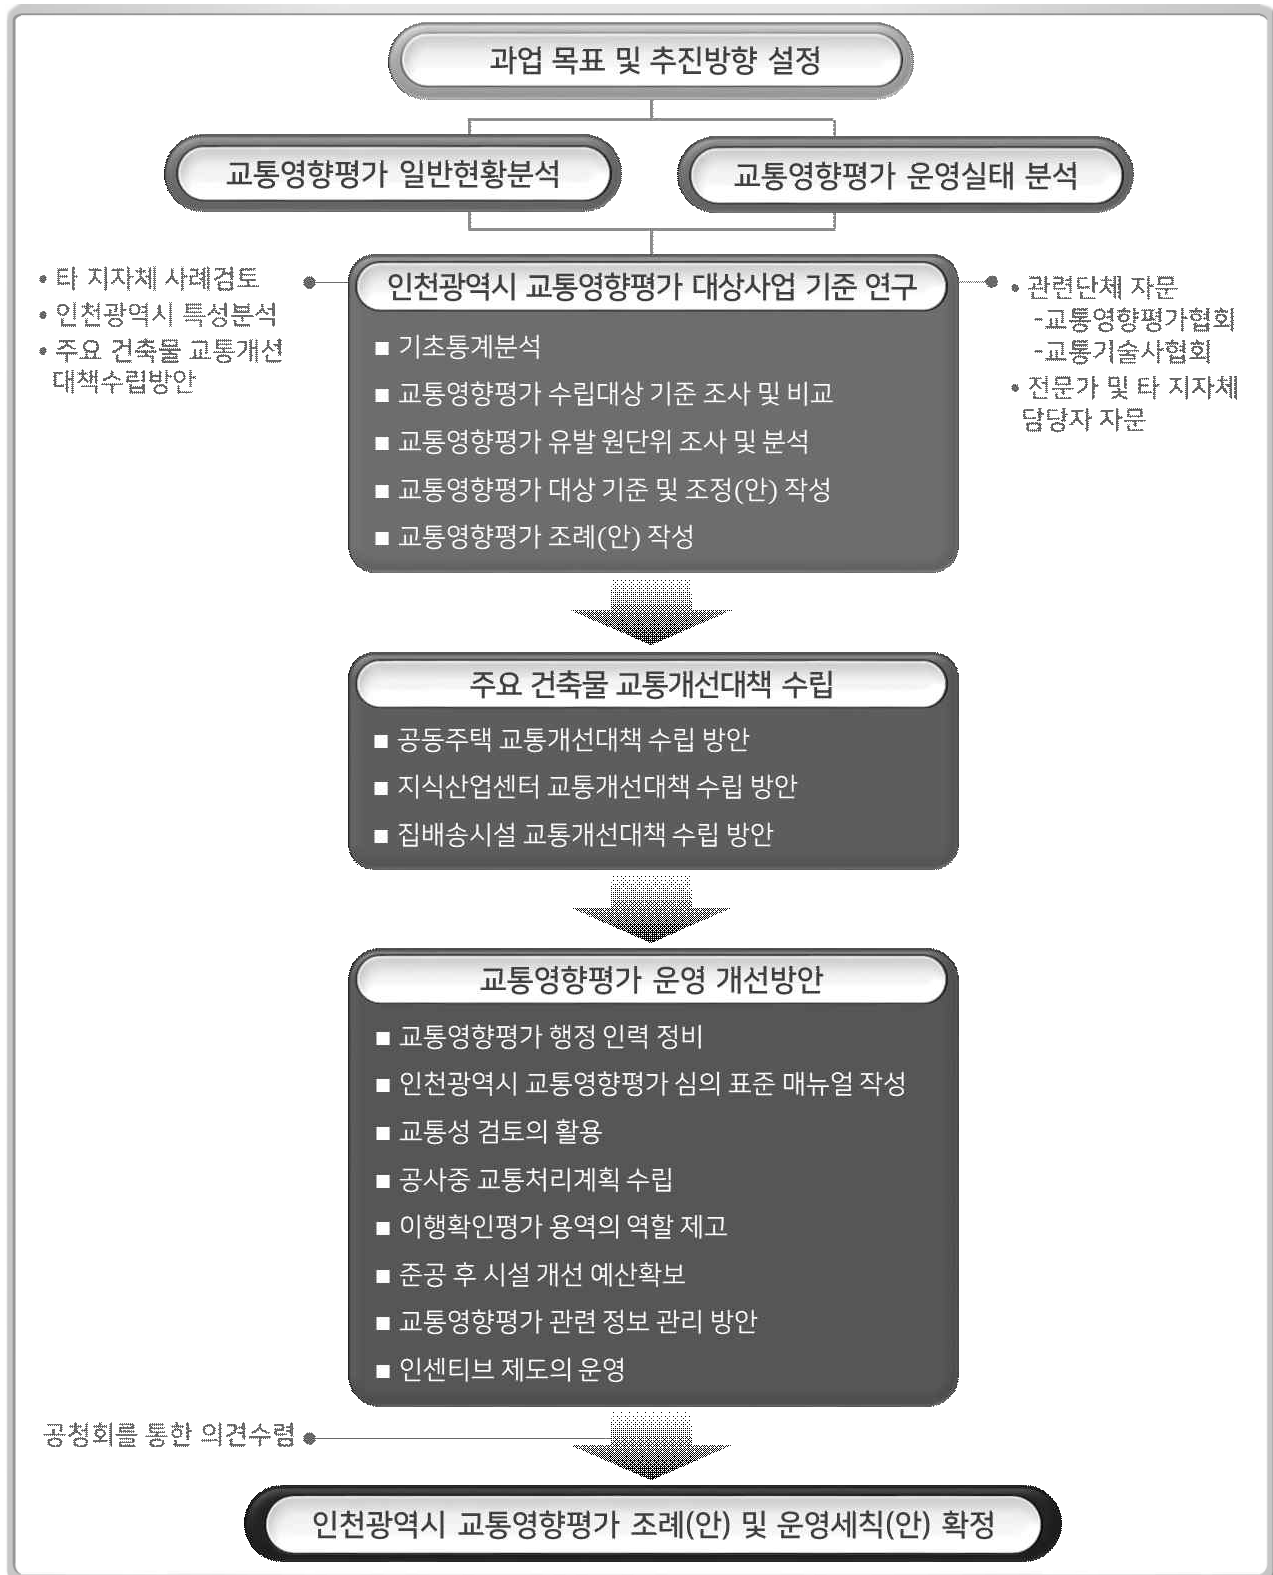 과업 목표 및 추진방향 설정
교통영향평가 일반현황분석
교통영향평가 운영실태 분석
• 타 지자체 사례검토
• 인천광역시 특성분석
• 주요 건축물 교통개선
대책수립방안
인천광역시 교통영향평가 대상사업 기준 연구
■ 기초통계분석
■ 교통영향평가 수립대상 기준 조사 및 비교
■ 교통영향평가 유발 원단위 조사 및 분석
■ 교통영향평가 대상 기준 및 조정(안) 작성
■ 교통영향평가 조례(안) 작성
• 관련단체 자문
-교통영향평가협회
-교통기술사협회
• 전문가 및 타 지자체
담당자 자문
주요 건축물 교통개선대책 수립
■ 공동주택 교통개선대책 수립 방안
■ 지식산업센터 교통개선대책 수립 방안
■ 집배송시설 교통개선대책 수립 방안
교통영향평가 운영 개선방안
■ 교통영향평가 행정 인력 정비
■ 인천광역시 교통영향평가 심의 표준 매뉴얼 작성
■ 교통성 검토의 활용
■ 공사중 교통처리계획 수립
■ 이행확인평가 용역의 역할 제고
■ 준공 후 시설 개선 예산확보
■ 교통영향평가 관련 정보 관리 방안
■ 인센티브 제도의 운영
공청회를 통한 의견수렴
인천광역시 교통영향평가 조례(안) 및 운영세칙(안) 확정